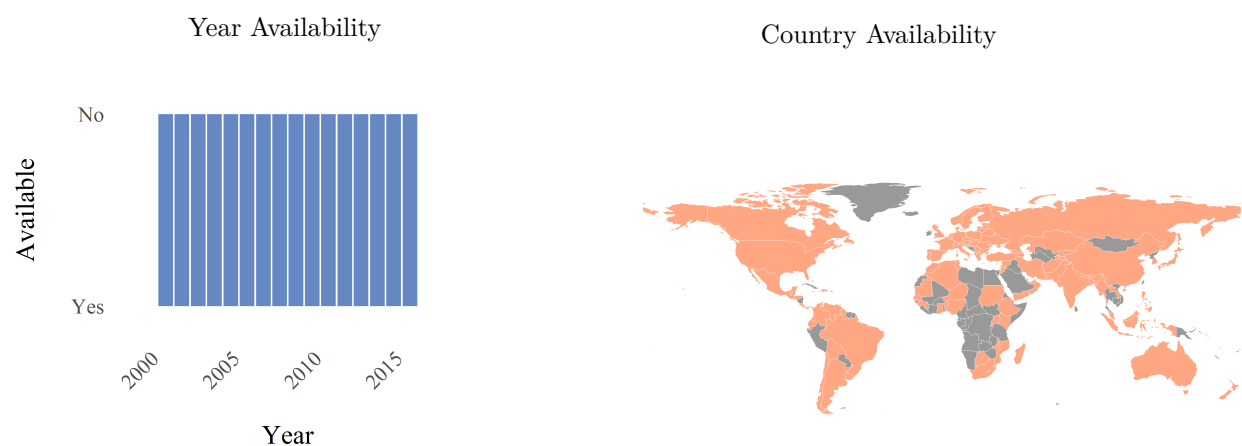 Year Availability
Available
No
Yes
2000
2005
2010
2015
Year
Country Availability